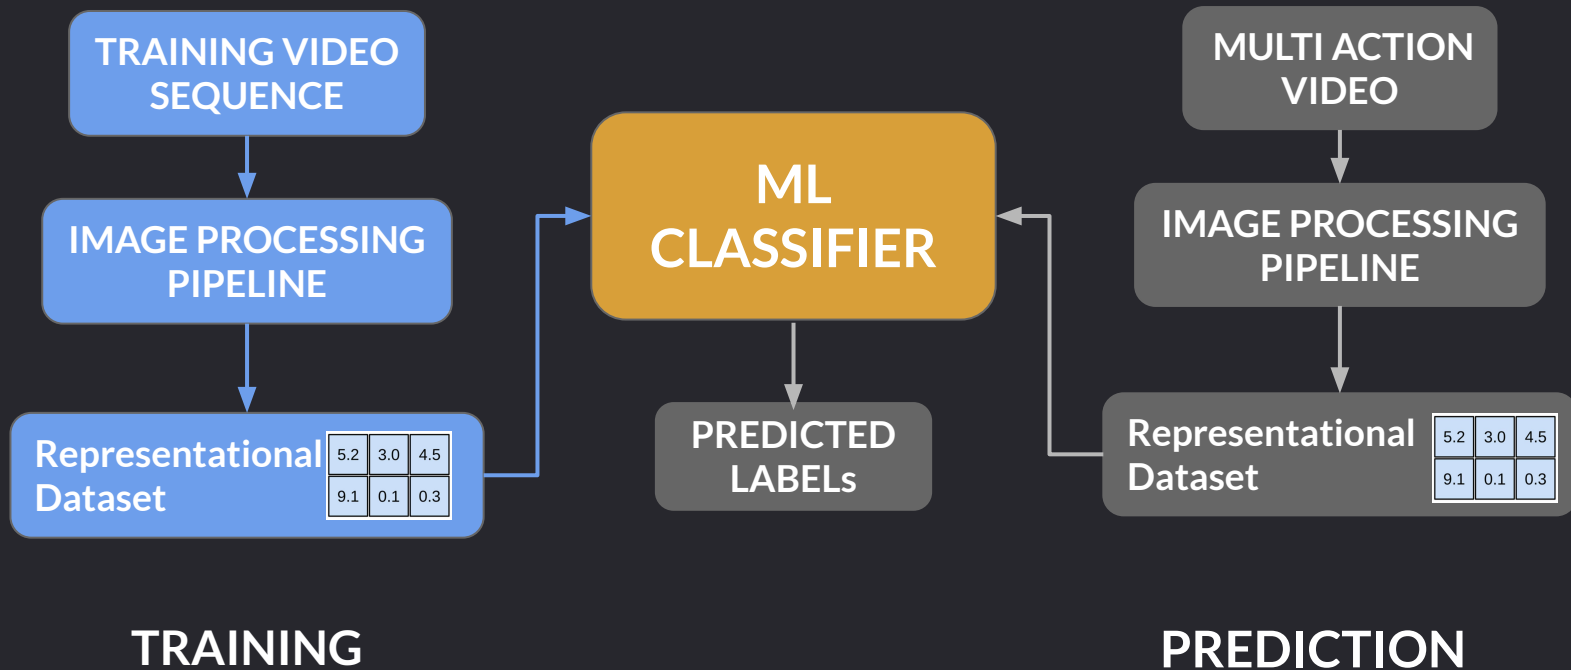 TRAINING VIDEO
SEQUENCE
IMAGE PROCESSING
PIPELINE
Representational
Dataset
5.2 3.0 4.5
9.1 0.1 0.3
TRAINING
ML
CLASSIFIER
PREDICTED
LABELs
MULTI ACTION
VIDEO
IMAGE PROCESSING
PIPELINE
Representational
Dataset
5.2 3.0 4.5
9.1 0.1 0.3
PREDICTION